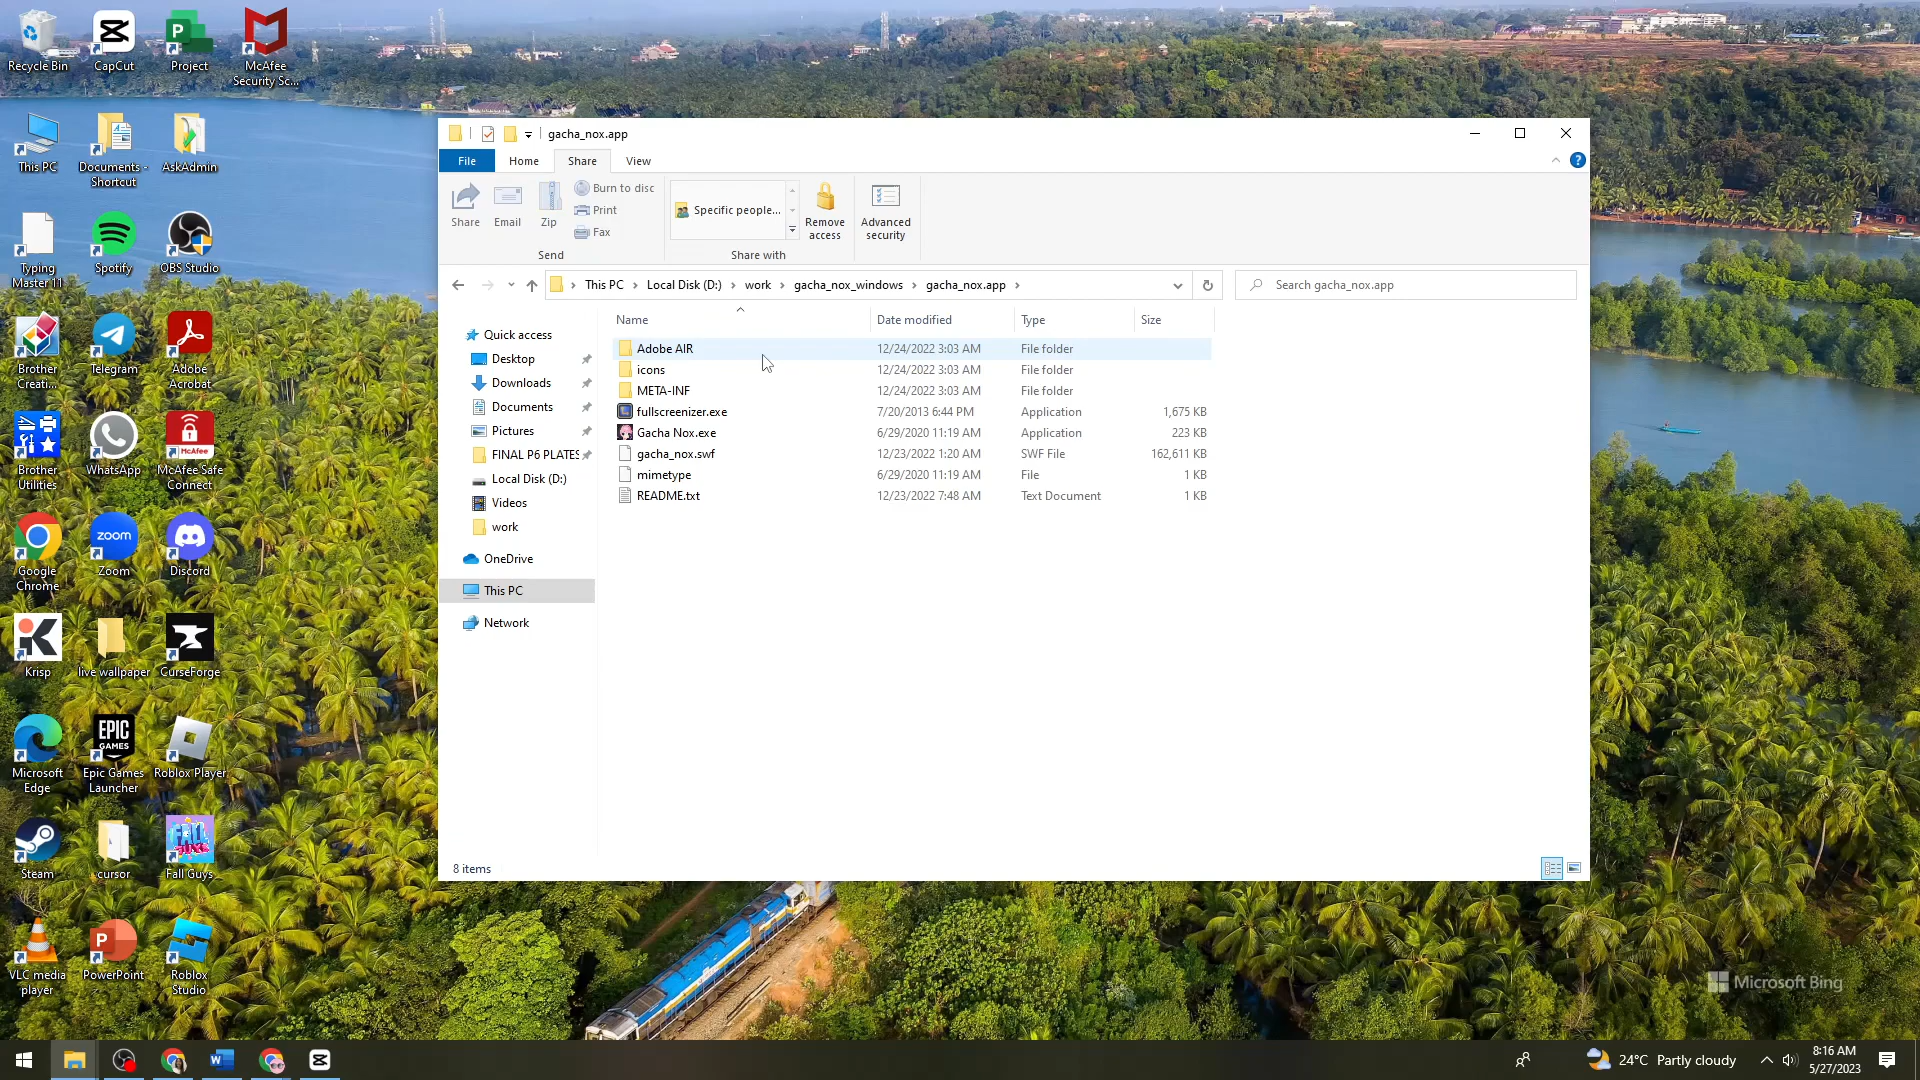 Recycle Bin
CapCut
Project
McAfee
Security Sc...
This PC
Documents -
Shortcut
AskAdmin
Typing
Master 11
Spotify
OBS Studio
Brother
Creati...
Telegram
Adobe
Acrobat
Brother
Utilities
WhatsApp
McAfee Safe
Connect
Google
Chrome
zoom
Zoom
Discord
Krisp
live wallpaper
CurseForge
Microsoft
Edge
EPIC
GAMES
Epic Games
Launcher
Roblox Player
Steam
cursor
Fall Guys
VLC media
player
PowerPoint
Roblox
Studio
gacha_nox.app
File
Home
Share
View
Share
Email
Zip
Burn to disc
Print
Fax
Send
Specific people...
Share with
Remove
access
Advanced
security
This PC
Local Disk (D:)
work
gacha_nox_windows
gacha_nox.app
Search gacha_nox.app
Quick access
Desktop
Downloads
Documents
Pictures
FINAL P6 PLATES
Local Disk (D:)
Videos
work
OneDrive
This PC
Network
Name Date modified Type Size
Adobe AIR 12/24/2022 3:03 AM File folder
icons 12/24/2022 3:03 AM File folder
META-INF 12/24/2022 3:03 AM File folder
fullscreenizer.exe 7/20/2013 6:44 PM Application 1,675 KB
Gacha Nox.exe 6/29/2020 11:19 AM Application 223 KB
gacha_nox.swf 12/23/2022 1:20 AM SWF File 162,611 KB
mimetype 6/29/2020 11:19 AM File 1 KB
README.txt 12/23/2022 7:48 AM Text Document 1 KB
8 items
Microsoft Bing
24°C Partly cloudy
8:16 AM
5/27/2023